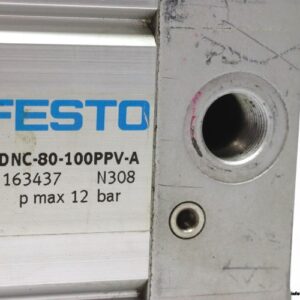 FESTO
DNC-80-100PPV-A
163437 N308
p max 12 bar